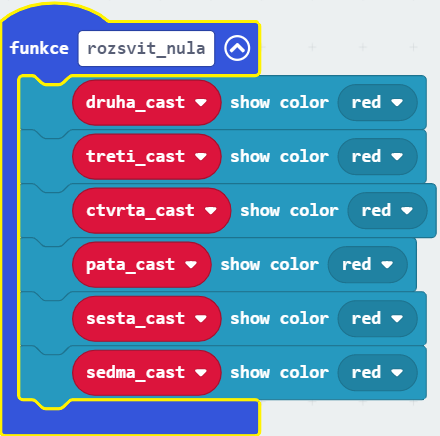 funkce rozsvit_nula
druha_cast show color red
treti_cast show color red
ctvrta_cast show color red
pata_cast show color red
sesta_cast show color red
sedma_cast show color red